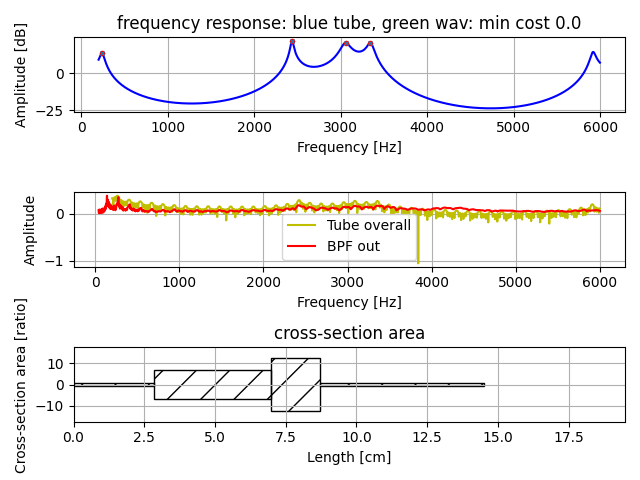 frequency response: blue tube, green wav: min cost 0.0
Amplitude [dB]
0
−25
0 1000 2000 3000 4000 5000 6000
Frequency [Hz]
Amplitude
0
−1
Tube overall
BPF out
0 1000 2000 3000 4000 5000 6000
Frequency [Hz]
cross-section area
Cross-section area [ratio]
10
0
−10
0.0 2.5 5.0 7.5 10.0 12.5 15.0 17.5
Length [cm]